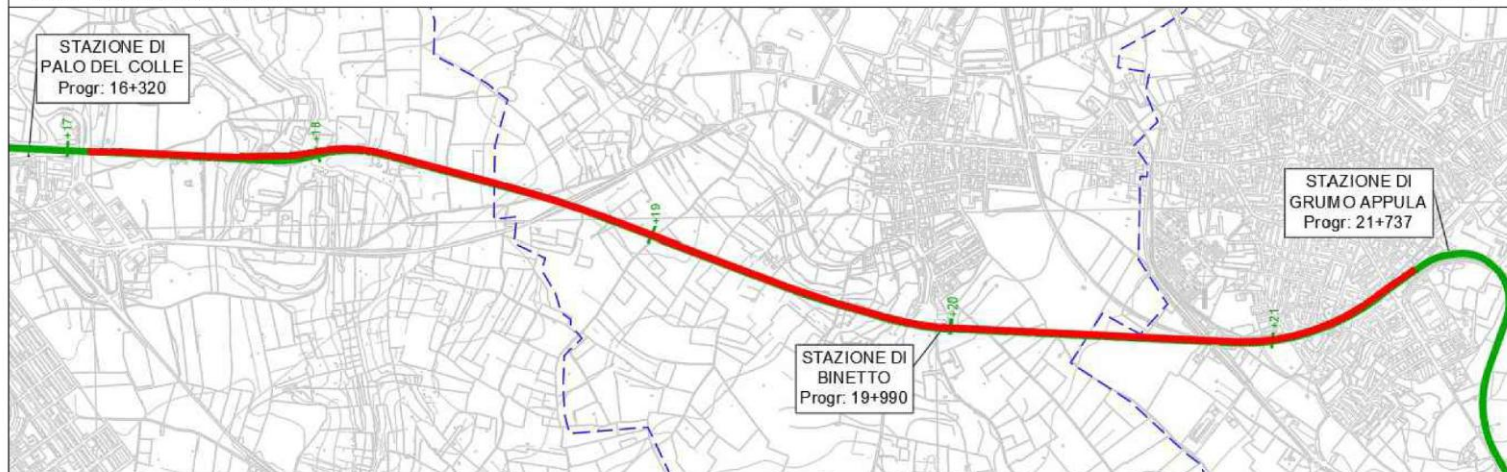 STAZIONE DI
PALO DEL COLLE
Progr: 16+320
+17
+18
+19
STAZIONE DI
BINETTO
Progr: 19+990
+20
+21
STAZIONE DI
GRUMO APPULA
Progr: 21+737